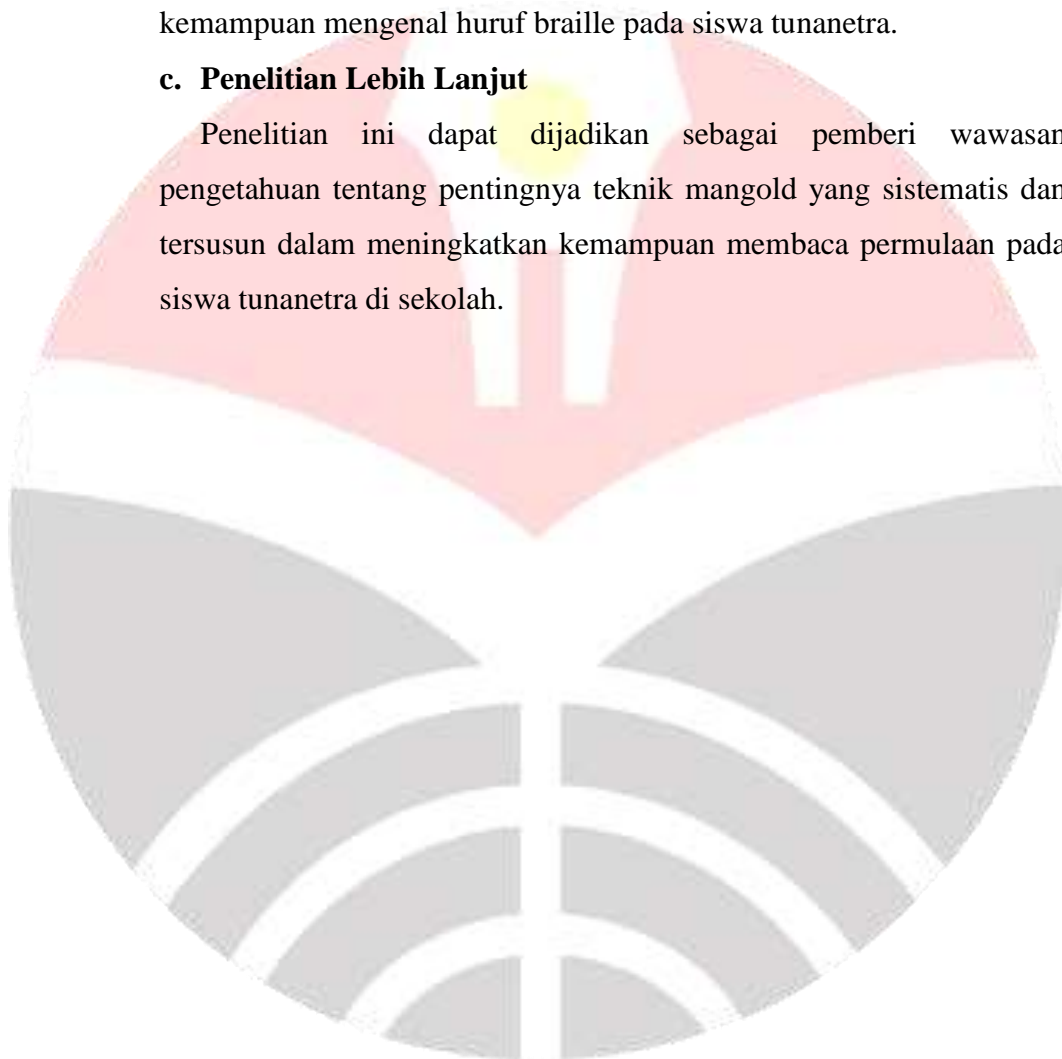 kemampuan mengenal huruf braille pada siswa tunanetra.
c. Penelitian Lebih Lanjut
Penelitian ini dapat dijadikan sebagai pemberi wawasan
pengetahuan tentang pentingnya teknik mangold yang sistematis dan
tersusun dalam meningkatkan kemampuan membaca permulaan pada
siswa tunanetra di sekolah.